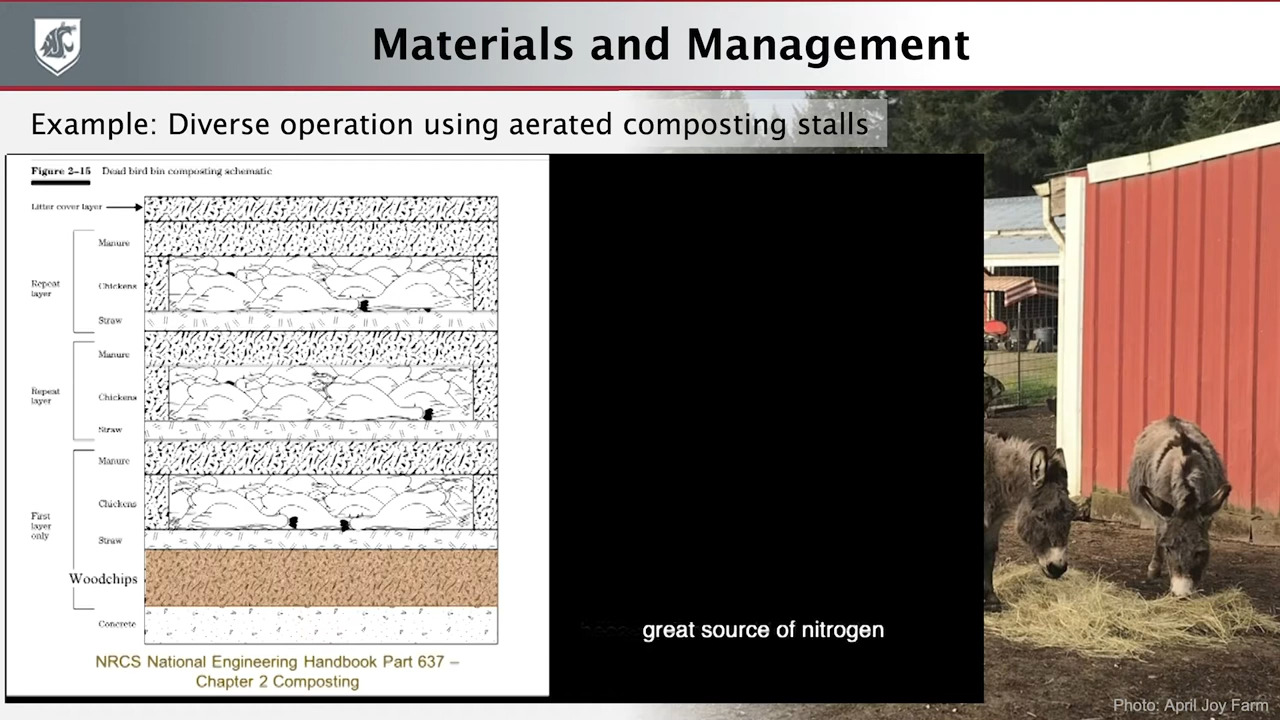 Materials and Management
Example: Diverse operation using aerated composting stalls
Figure 2–15 Dead bird bin composting schematic
Litter cover layer
Manure
Repeat
layer
Chickens
Straw
Manure
Repeat
layer
Chickens
Straw
Manure
Chickens
First
layer
only
Straw
Woodchips
Concrete
NRCS National Engineering Handbook Part 637 –
Chapter 2 Composting
great source of nitrogen
Photo: April Joy Farm